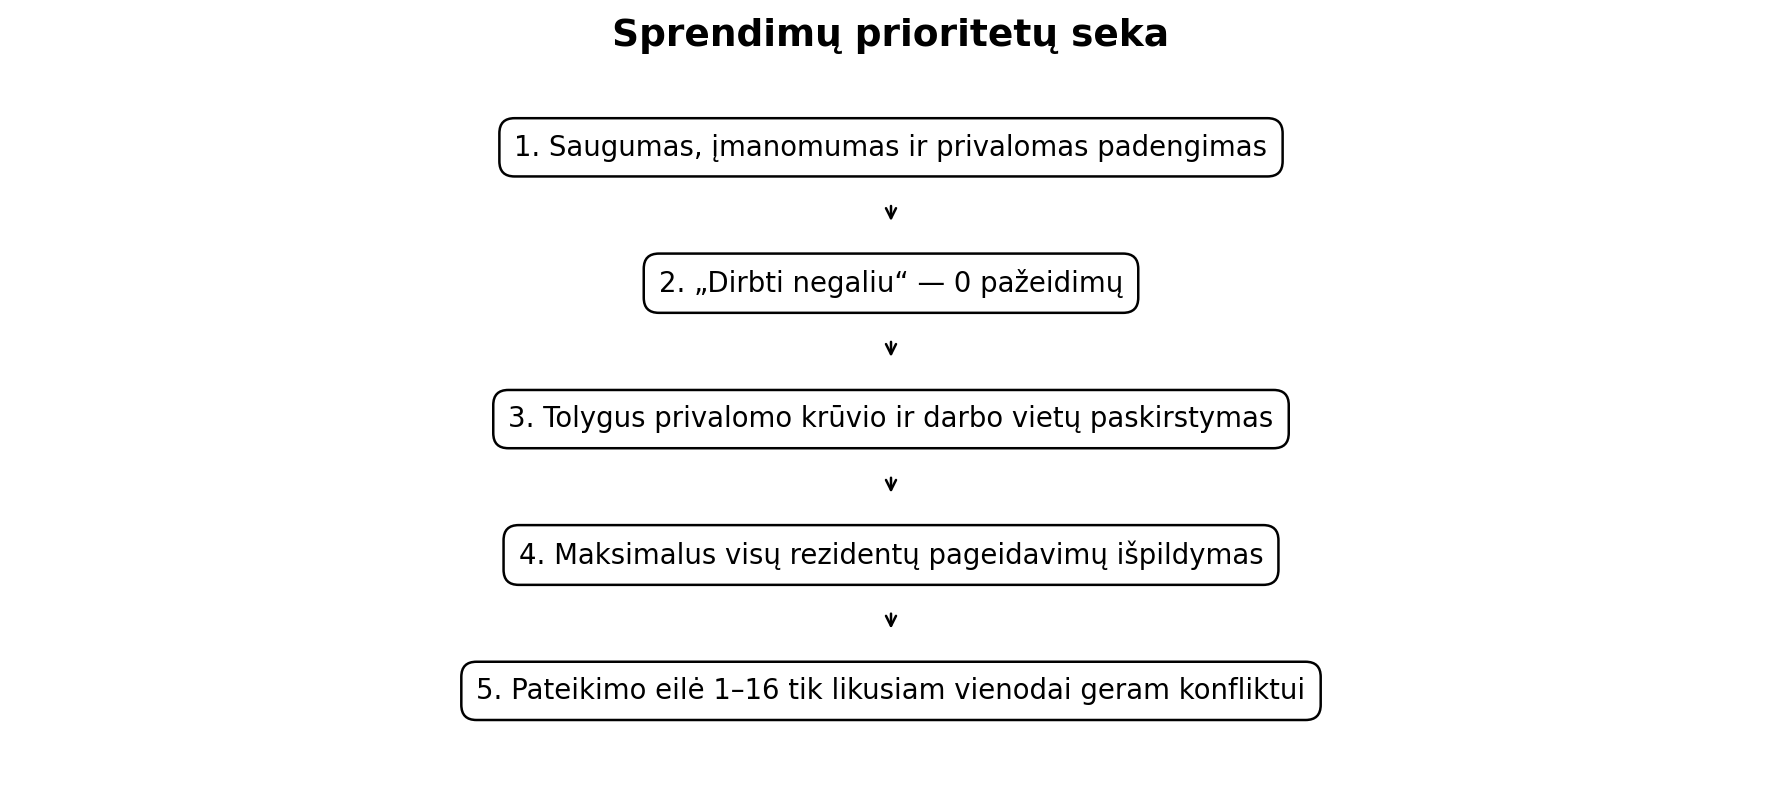 Sprendimų prioritetų seka
1. Saugumas, įmanomumas ir privalomas padengimas
2. „Dirbti negaliu“ — 0 pažeidimų
3. Tolygus privalomo krūvio ir darbo vietų paskirstymas
4. Maksimalus visų rezidentų pageidavimų išpildymas
5. Pateikimo eilė 1–16 tik likusiam vienodai geram konfliktui